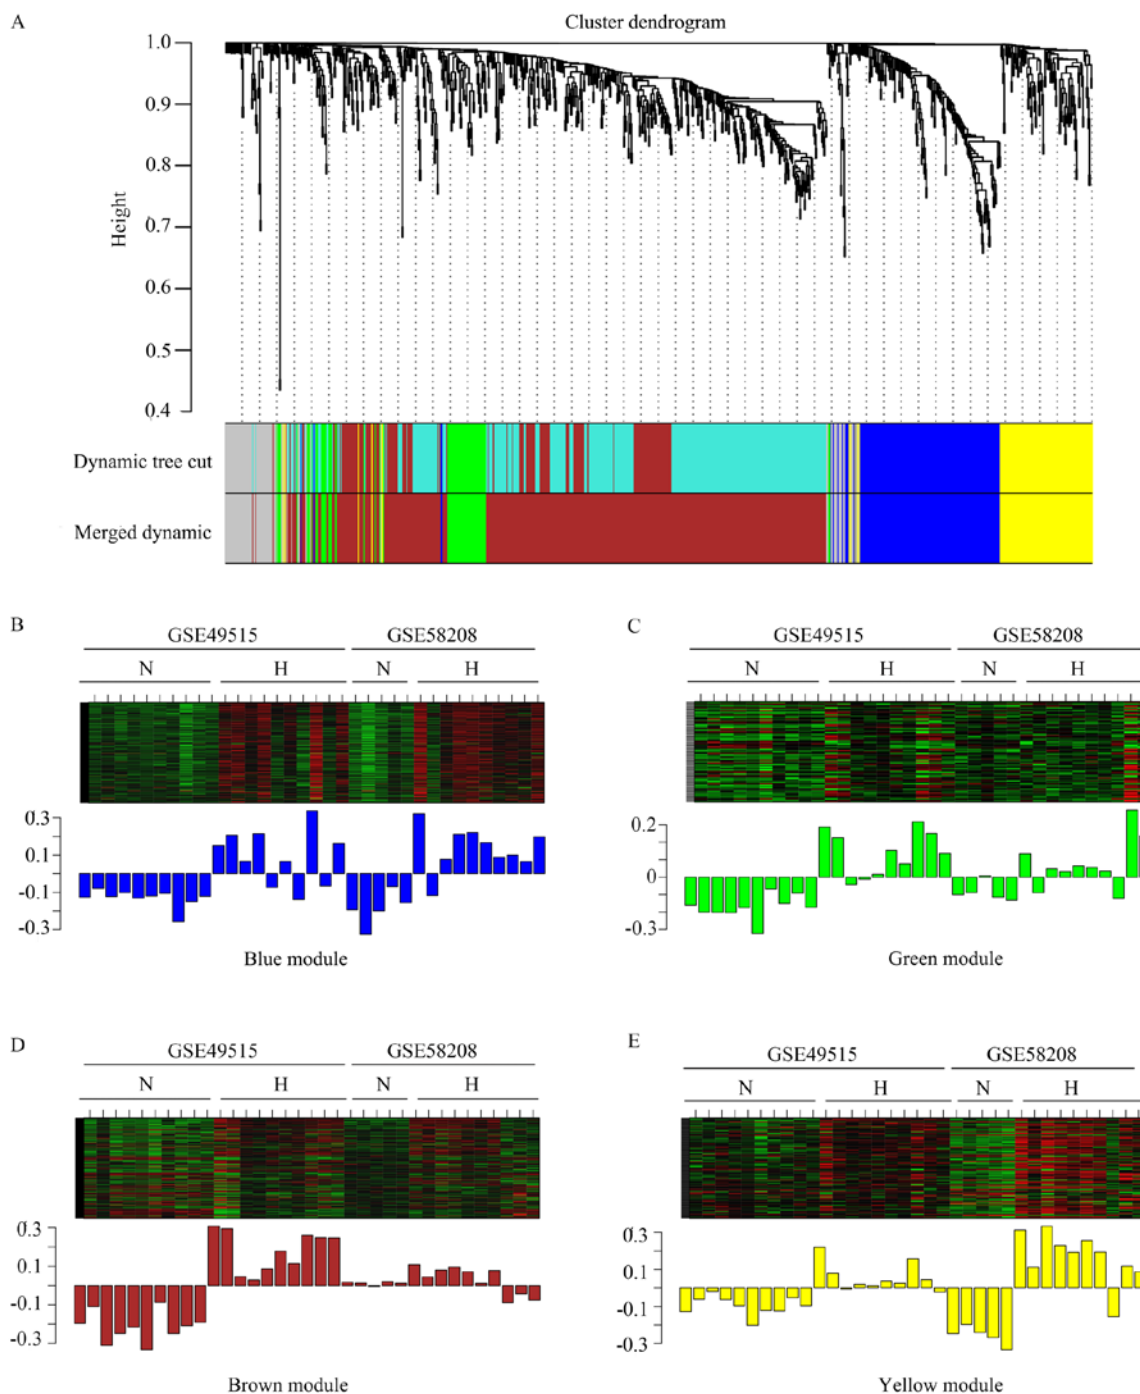 A
Cluster dendrogram
1.0
0.9
0.8
0.7
0.6
0.5
0.4
Height
Dynamic tree cut
Merged dynamic
B
GSE49515
GSE58208
N
H
N
H
0.3
0.1
-0.1
-0.3
Blue module
C
GSE49515
GSE58208
N
H
N
H
0.2
0
-0.3
Green module
D
GSE49515
GSE58208
N
H
N
H
0.3
0.1
-0.1
-0.3
Brown module
E
GSE49515
GSE58208
N
H
N
H
0.3
0.1
-0.1
-0.3
Yellow module